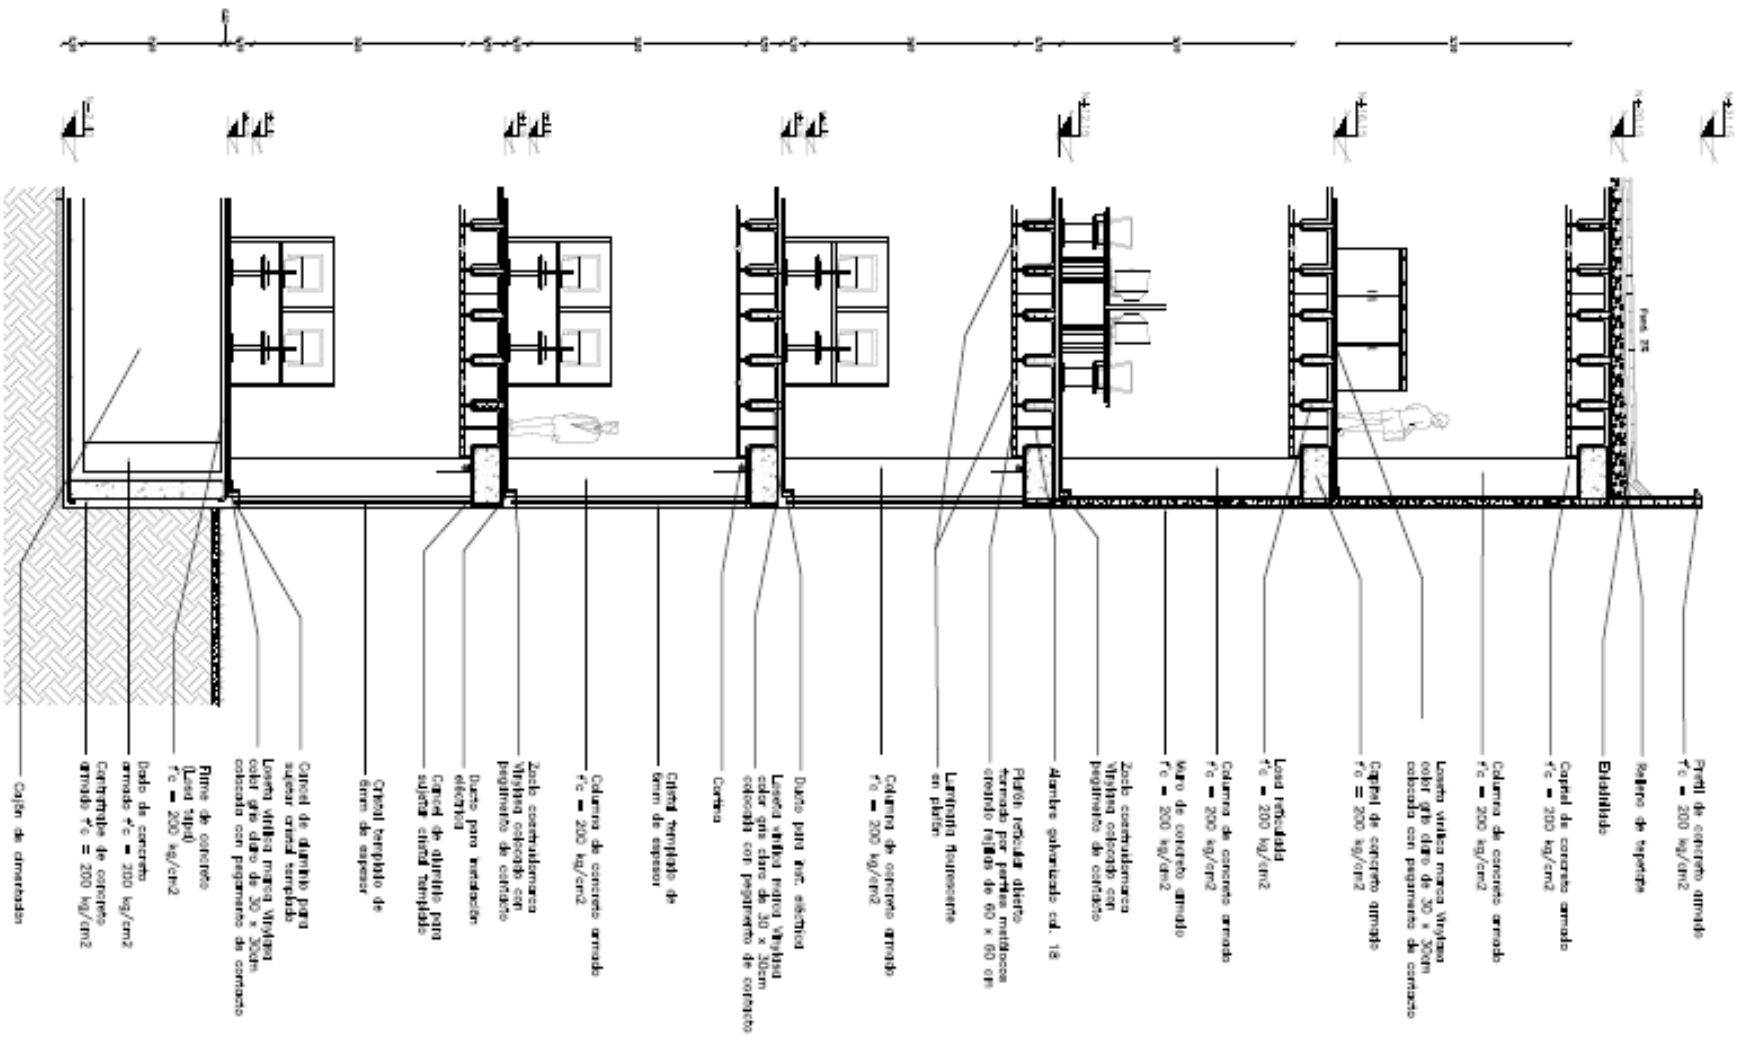 Pretil de concreto armado
f'c = 200 kg/cm2
Relleno de tepetate
Enladrillado
Capitel de concreto armado
f'c = 200 kg/cm2
Columna de concreto armado
f'c = 200 kg/cm2
Loseta vinilica marca Vinylasa
color gris claro de 30 x 30cm
colocada con pegamento de contacto
Capitel de concreto armado
f'c = 200 kg/cm2
Losa reticulada
f'c = 200 kg/cm2
Columna de concreto armado
f'c = 200 kg/cm2
Muro de concreto armado
f'c = 200 kg/cm2
Zoclo
Vinylasa colocado con
pegamento de contacto
Alambre galvanizado cal. 18
Plafón reticular abierto
formado por perfiles metálicos
creando rejillas de 60 x 60 cm
Luminaria flourescente
en plafón
Columna de concreto armado
f'c = 200 kg/cm2
Ducto para inst. eléctrica
Loseta vinilica marca Vinylasa
color gris claro de 30 x 30cm
colocada con pegamento de contacto
Cortina
Cristal templado de
6mm de espesor
Columna de concreto armado
f'c = 200 kg/cm2
Zoclo
Vinylasa colocado con
pegamento de contacto
Ducto para instalación
eléctrica
Cancel de aluminio para
sujetar cristal templado
Cristal templado de
6mm de espesor
Cancel de aluminio para
sujetar cristal templado
Loseta vinilica marca Vinylasa
color gris claro de 30 x 30cm
colocada con pegamento de contacto
Firme de concreto
(Losa tapa)
f'c = 200 kg/cm2
Dado de concreto
armado f'c = 200 kg/cm2
Contratrabe de concreto
armado f'c = 200 kg/cm2
Cajón de cimentación
Pend. 2%